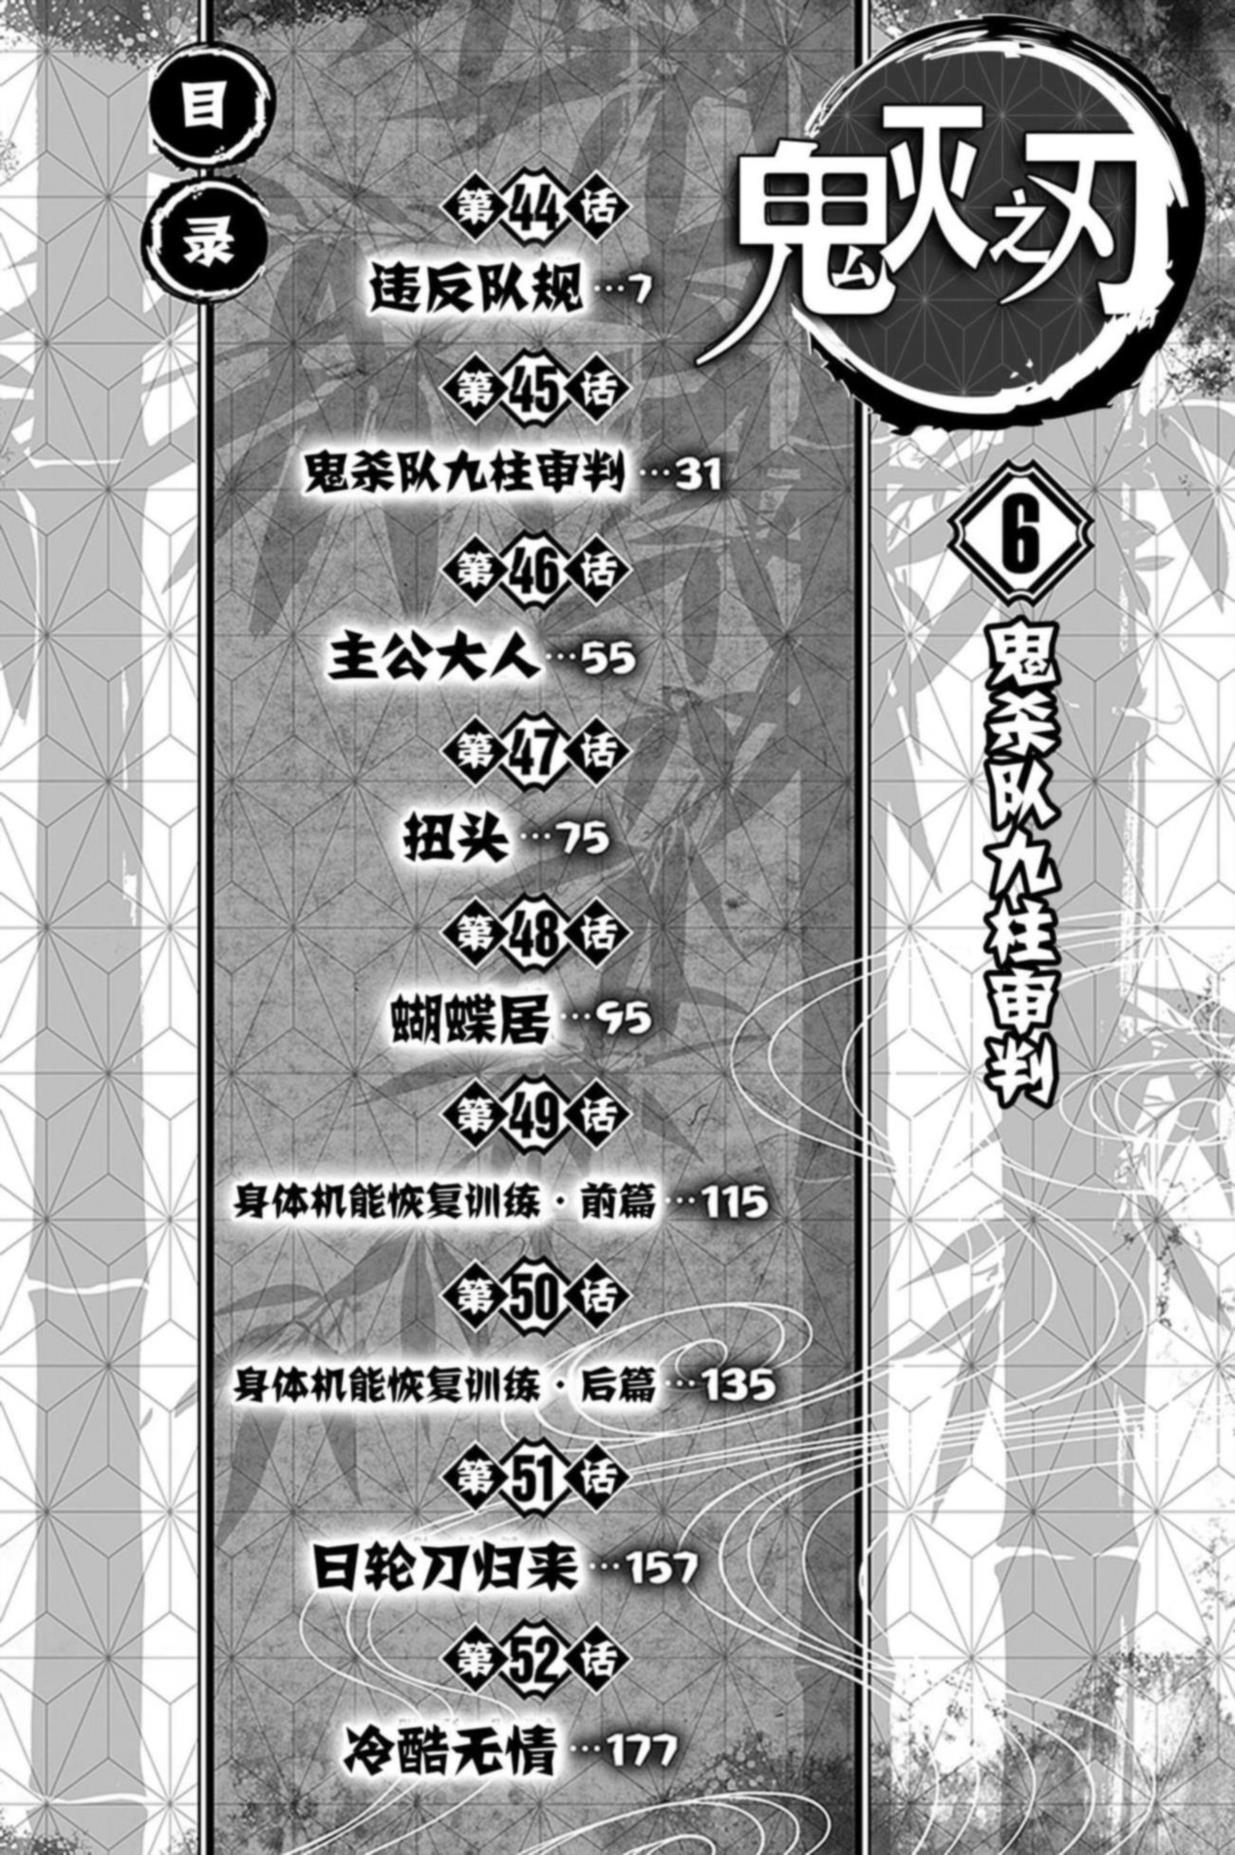 鬼灭之刃
6
鬼杀队九柱审判
目录
第44话
违反队规…7
第45话
鬼杀队九柱审判…31
第46话
主公大人…55
第47话
扭头…75
第48话
蝴蝶居…95
第49话
身体机能恢复训练·前篇…115
第50话
身体机能恢复训练·后篇…135
第51话
日轮刀归来…157
第52话
冷酷无情…177